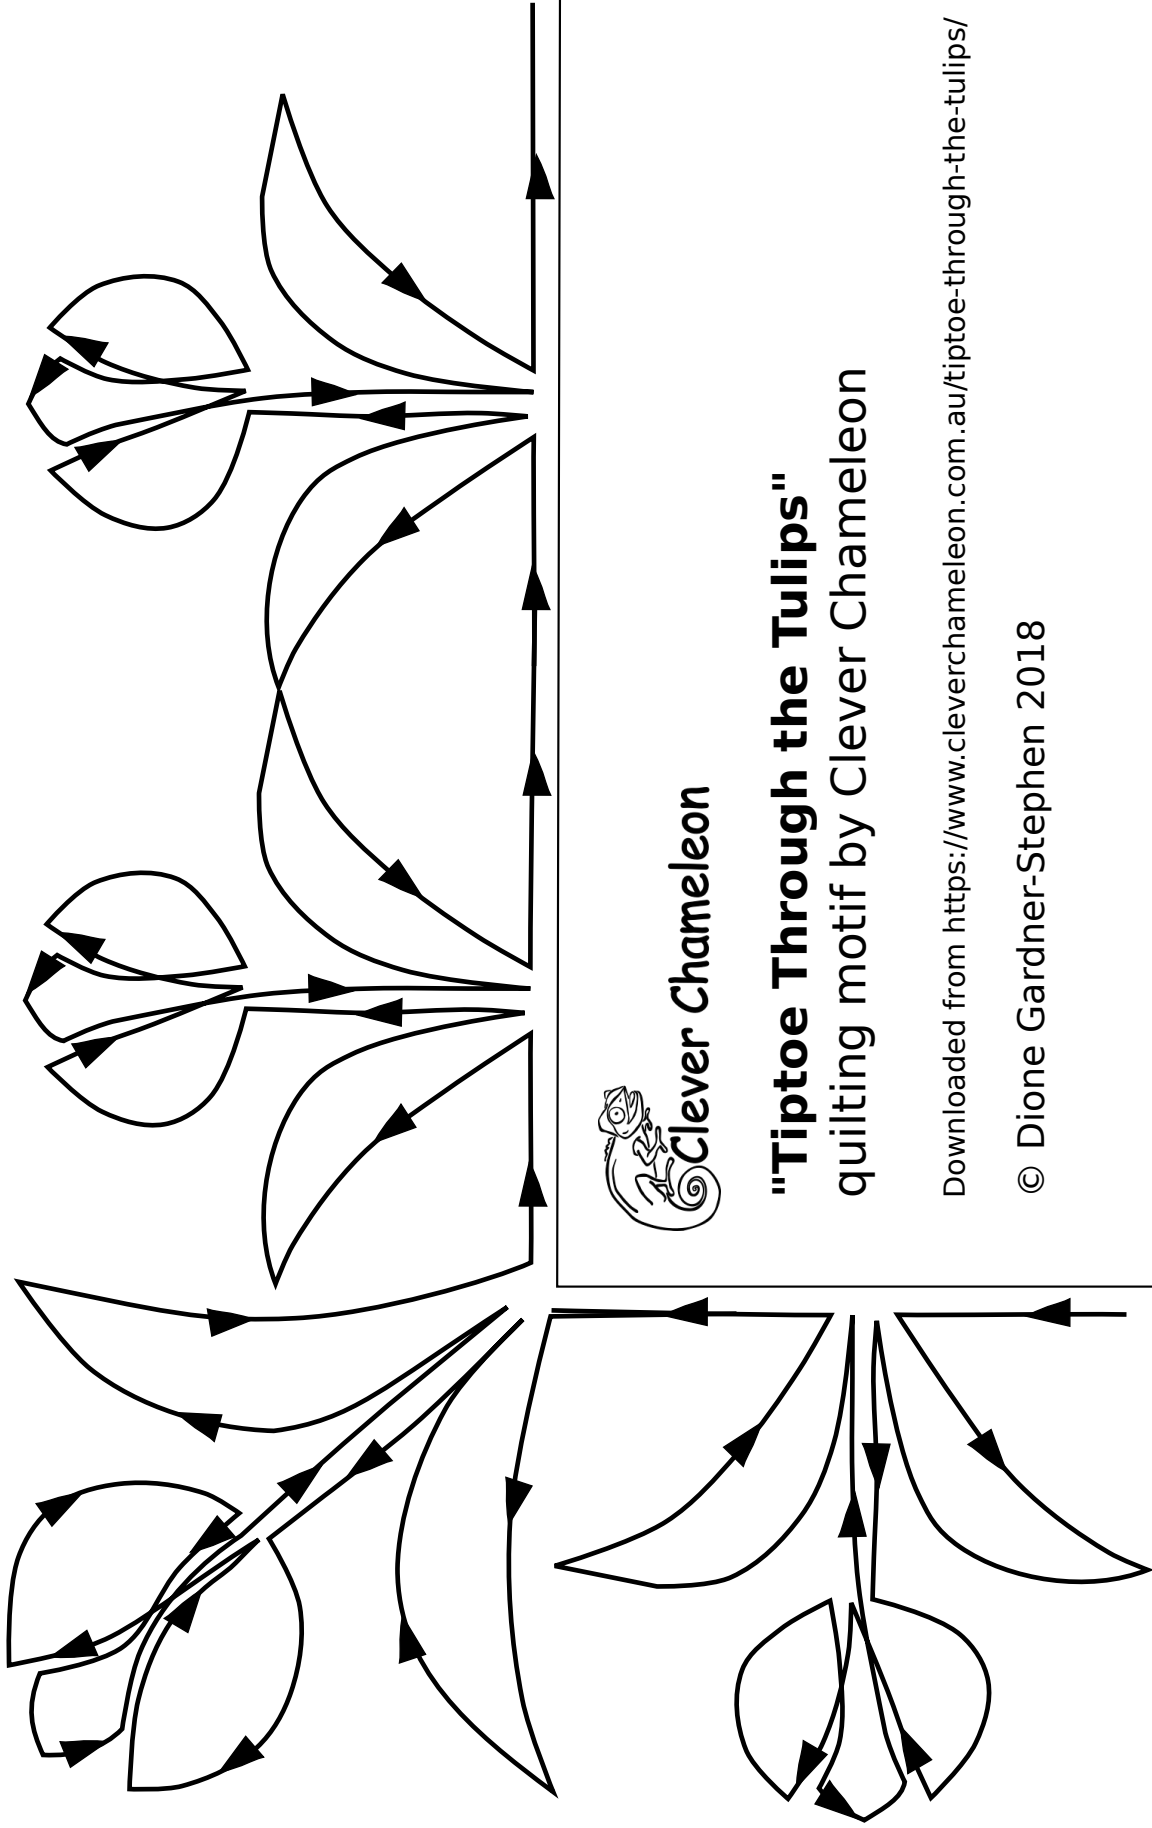 Clever Chameleon
"Tiptoe Through the Tulips"
quilting motif by Clever Chameleon
Downloaded from https://www.cleverchameleon.com.au/tiptoe-through-the-tulips/
© Dione Gardner-Stephen 2018